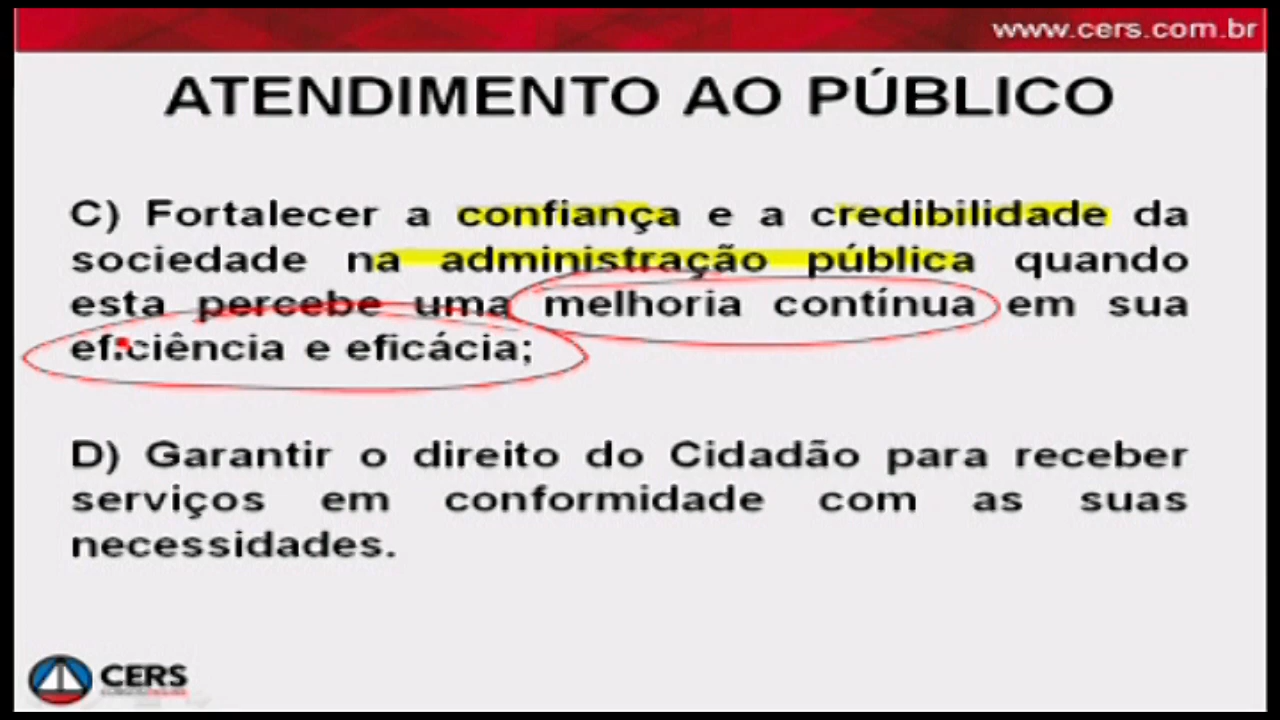 www.cers.com.br
ATENDIMENTO AO PÚBLICO
C) Fortalecer a confiança e a credibilidade da
sociedade na administração pública quando
esta percebe uma melhoria contínua em sua
eficiência e eficácia;
D) Garantir o direito do Cidadão para receber
serviços em conformidade com as suas
necessidades.
CERS